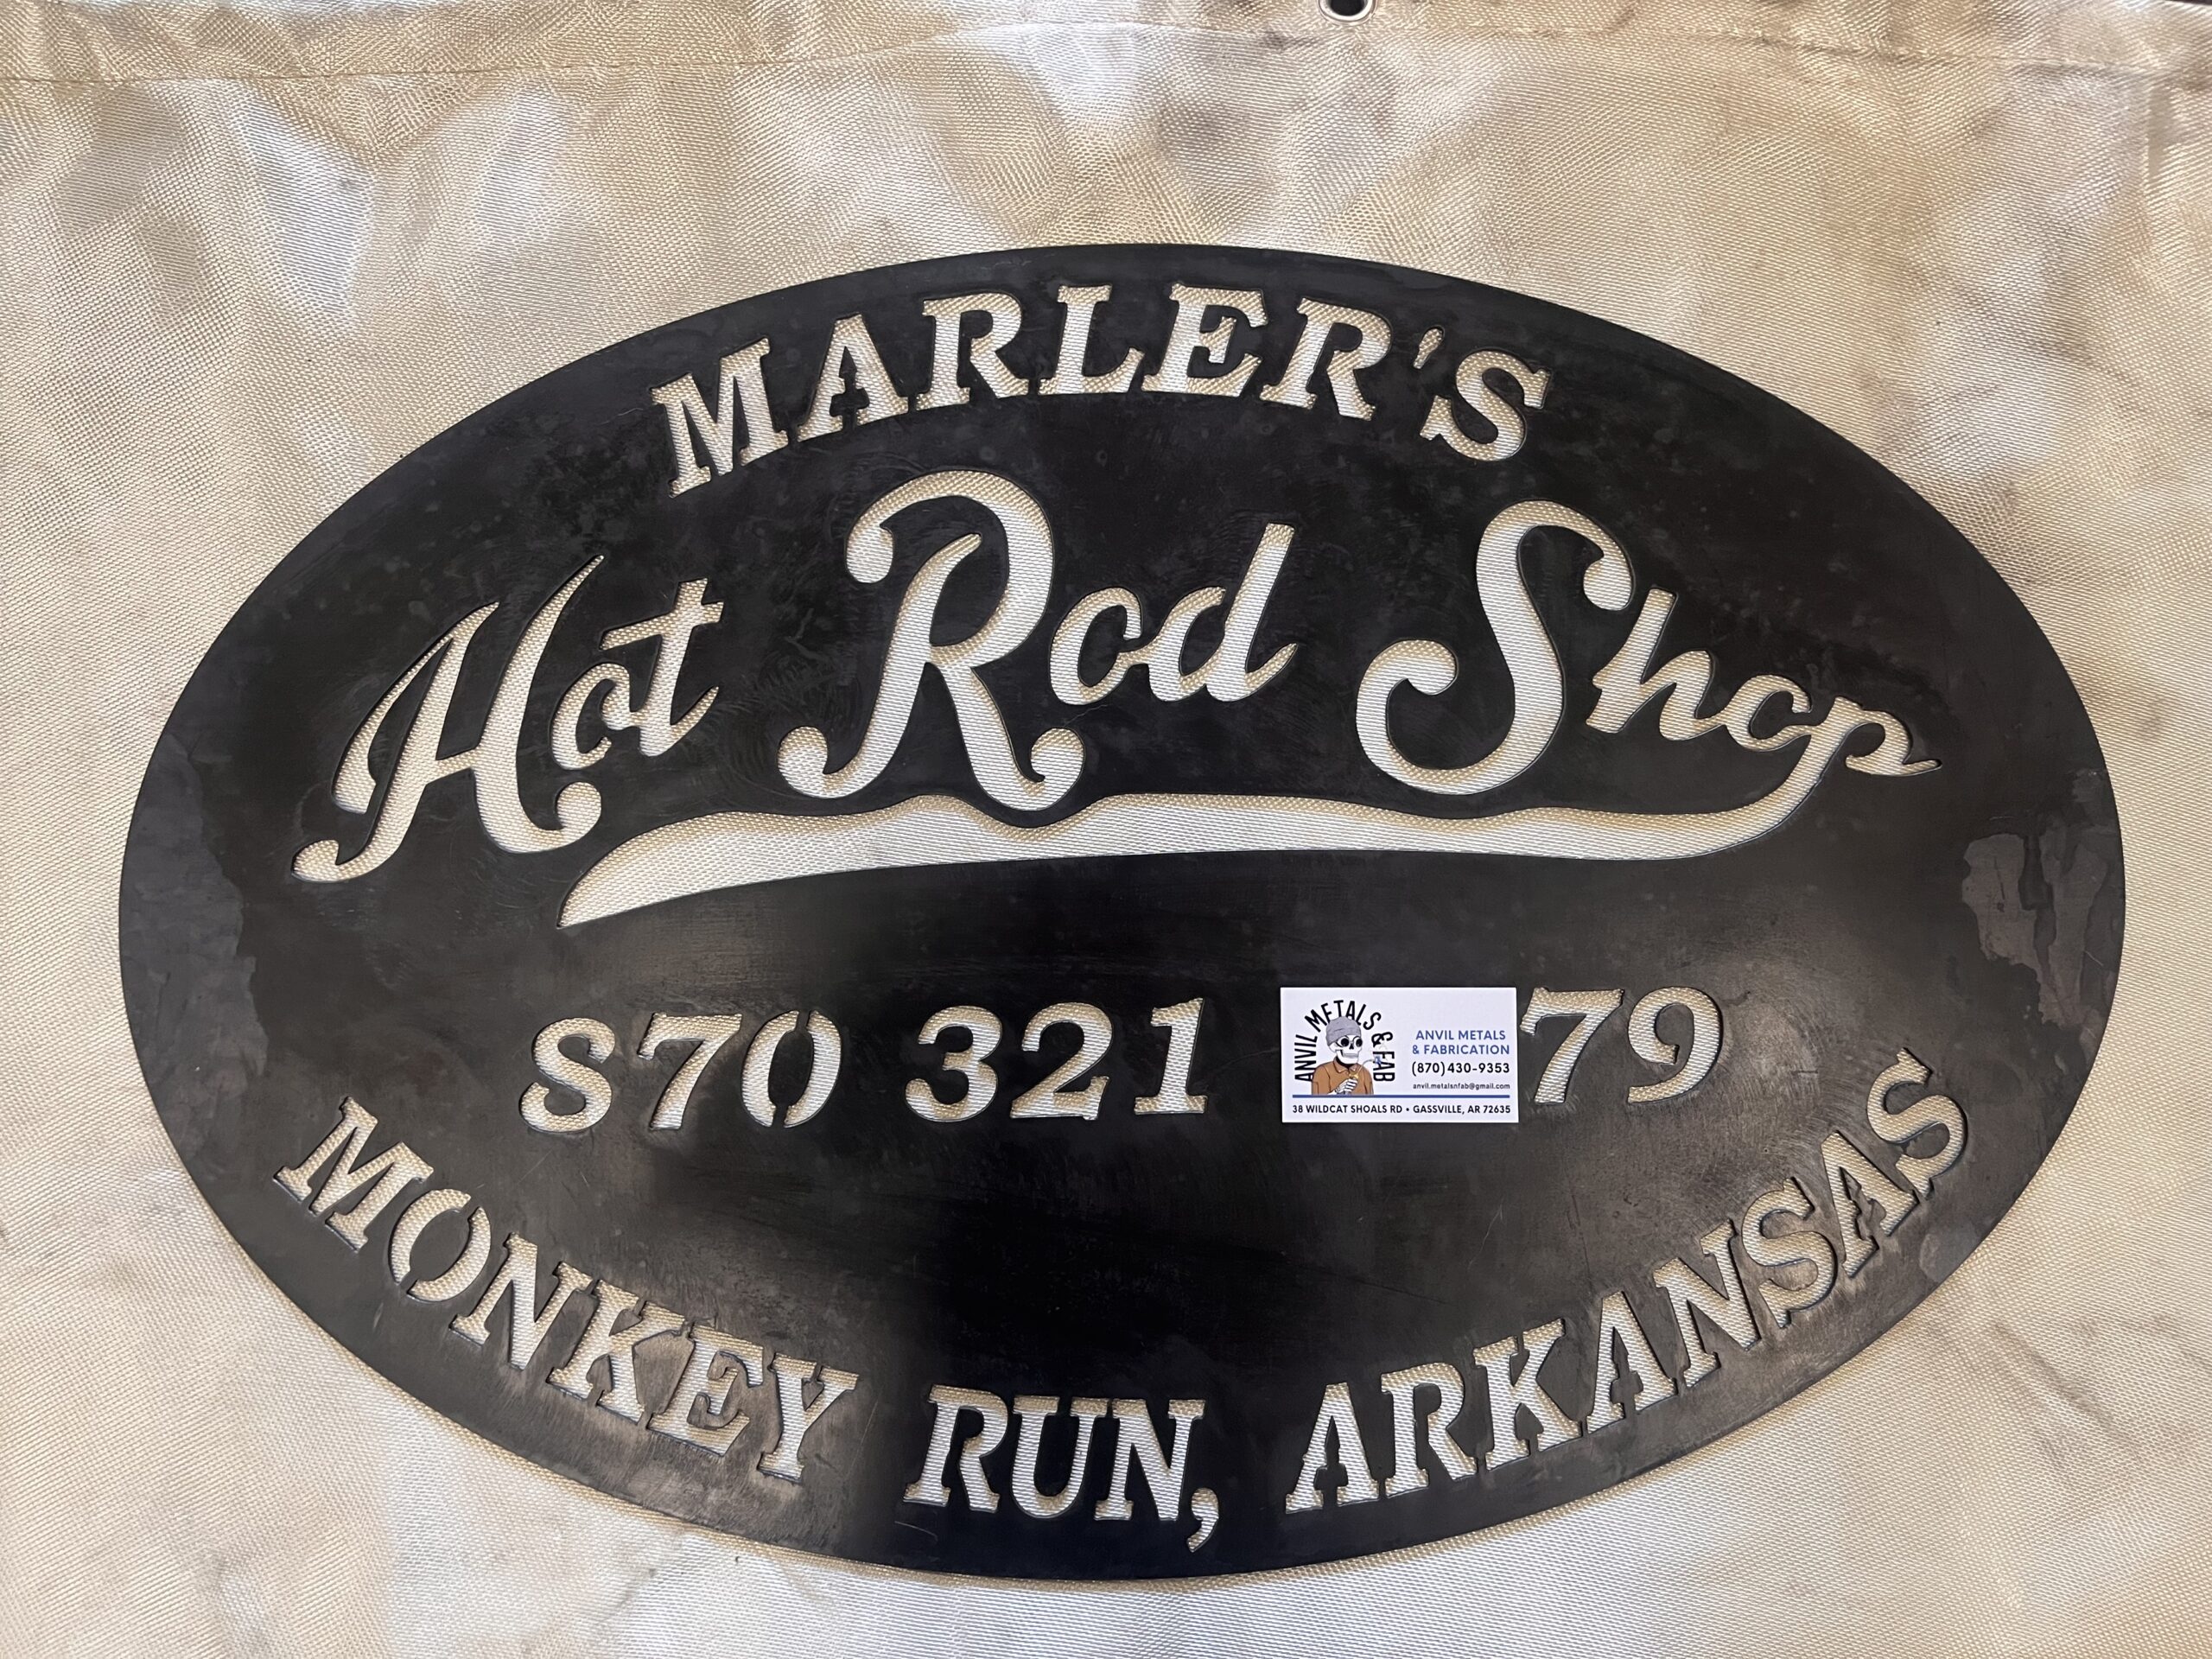 MARLER'S
Hot Rod Shop
870 321 79
ANVIL METALS & FAB
ANVIL METALS
& FABRICATION
(870)430-9353
anvil.metalsnfab@gmail.com
38 WILDCAT SHOALS RD • GASSVILLE, AR 72635
MONKEY RUN, ARKANSAS